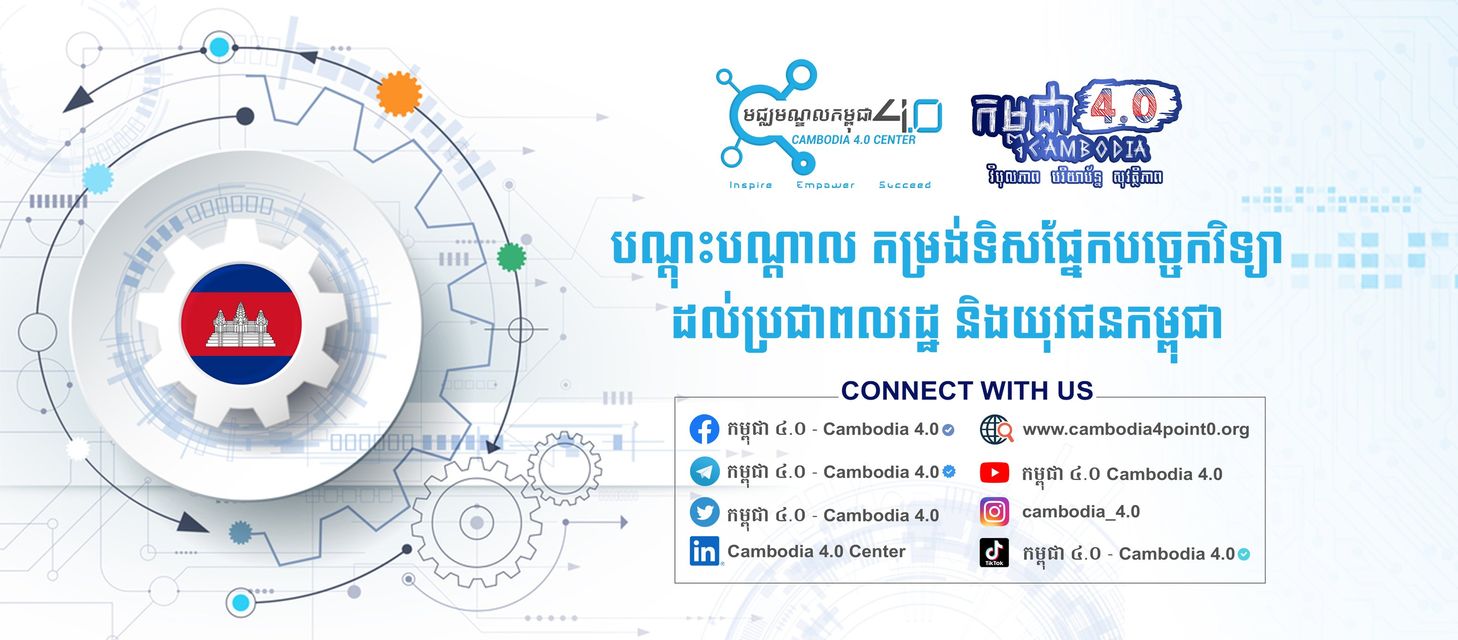 មជ្ឈមណ្ឌលកម្ពុជា 4.0
CAMBODIA 4.0 CENTER
Inspire Empower Succeed
កម្ពុជា 4.0
CAMBODIA
វិបុលភាព បរិយាប័ន្ន សុវត្ថិភាព
បណ្តុះបណ្តាល តម្រង់ទិសផ្នែកបច្ចេកវិទ្យា
ដល់ប្រជាពលរដ្ឋ និងយុវជនកម្ពុជា
CONNECT WITH US
កម្ពុជា ៤.០ - Cambodia 4.0
www.cambodia4point0.org
កម្ពុជា ៤.០ - Cambodia 4.0
កម្ពុជា ៤.០ Cambodia 4.0
កម្ពុជា ៤.០ - Cambodia 4.0
cambodia_4.0
in Cambodia 4.0 Center
TikTok កម្ពុជា ៤.០ - Cambodia 4.0